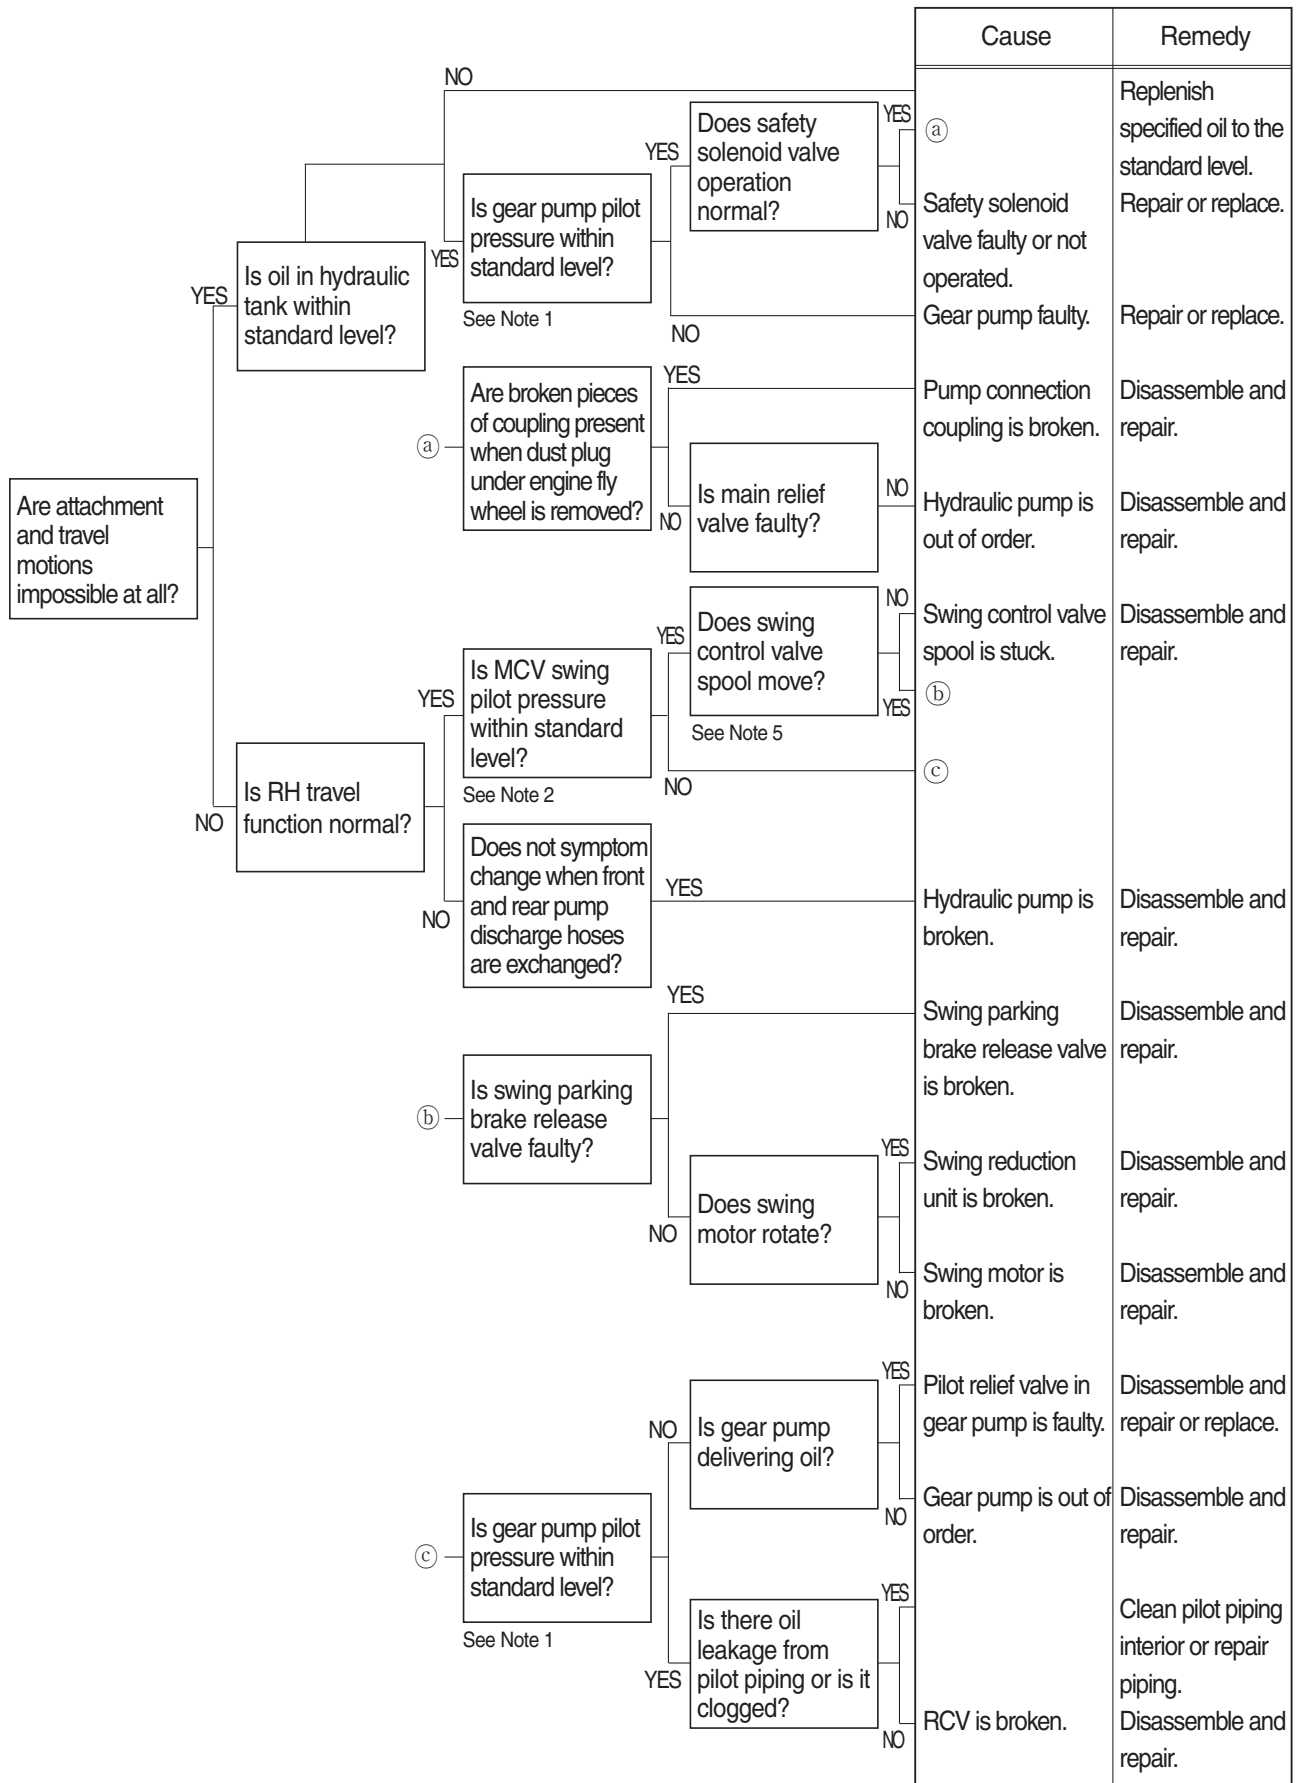 Cause
Remedy
NO
Replenish
specified oil to the
standard level.
Does safety
solenoid valve
operation
normal?
YES
YES
ⓐ
NO
Safety solenoid
valve faulty or not
operated.
Repair or replace.
Is gear pump pilot
pressure within
standard level?
YES
See Note 1
Is oil in hydraulic
tank within
standard level?
YES
NO
Gear pump faulty.
Repair or replace.
Are broken pieces
of coupling present
when dust plug
under engine fly
wheel is removed?
ⓐ
YES
Pump connection
coupling is broken.
Disassemble and
repair.
NO
Is main relief
valve faulty?
NO
Hydraulic pump is
out of order.
Disassemble and
repair.
Are attachment
and travel
motions
impossible at all?
YES
Does swing
control valve
spool move?
NO
Swing control valve
spool is stuck.
Disassemble and
repair.
YES
ⓑ
See Note 5
YES
Is MCV swing
pilot pressure
within standard
level?
See Note 2
NO
ⓒ
NO
Is RH travel
function normal?
NO
Does not symptom
change when front
and rear pump
discharge hoses
are exchanged?
YES
Hydraulic pump is
broken.
Disassemble and
repair.
YES
Swing parking
brake release valve
is broken.
Disassemble and
repair.
ⓑ
Is swing parking
brake release
valve faulty?
NO
Does swing
motor rotate?
YES
Swing reduction
unit is broken.
Disassemble and
repair.
NO
Swing motor is
broken.
Disassemble and
repair.
NO
Is gear pump
delivering oil?
YES
Pilot relief valve in
gear pump is faulty.
Disassemble and
repair or replace.
NO
Gear pump is out of
order.
Disassemble and
repair.
ⓒ
Is gear pump pilot
pressure within
standard level?
See Note 1
YES
Is there oil
leakage from
pilot piping or is it
clogged?
YES
Clean pilot piping
interior or repair
piping.
NO
RCV is broken.
Disassemble and
repair.